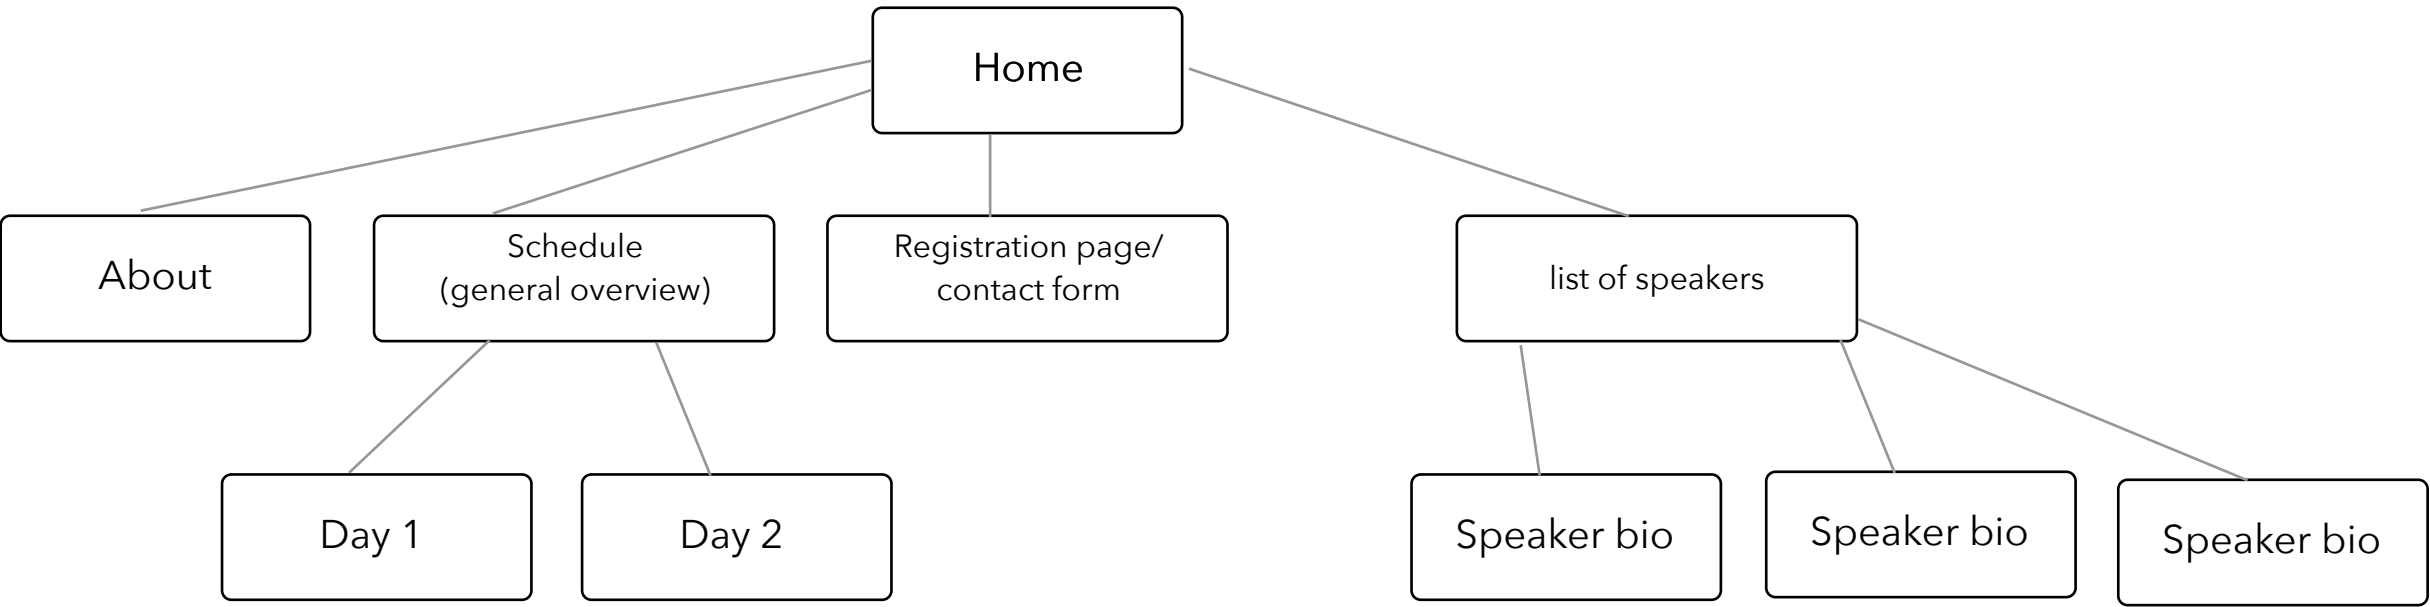 Home
About
Schedule
(general overview)
Registration page/
contact form
list of speakers
Day 1
Day 2
Speaker bio
Speaker bio
Speaker bio